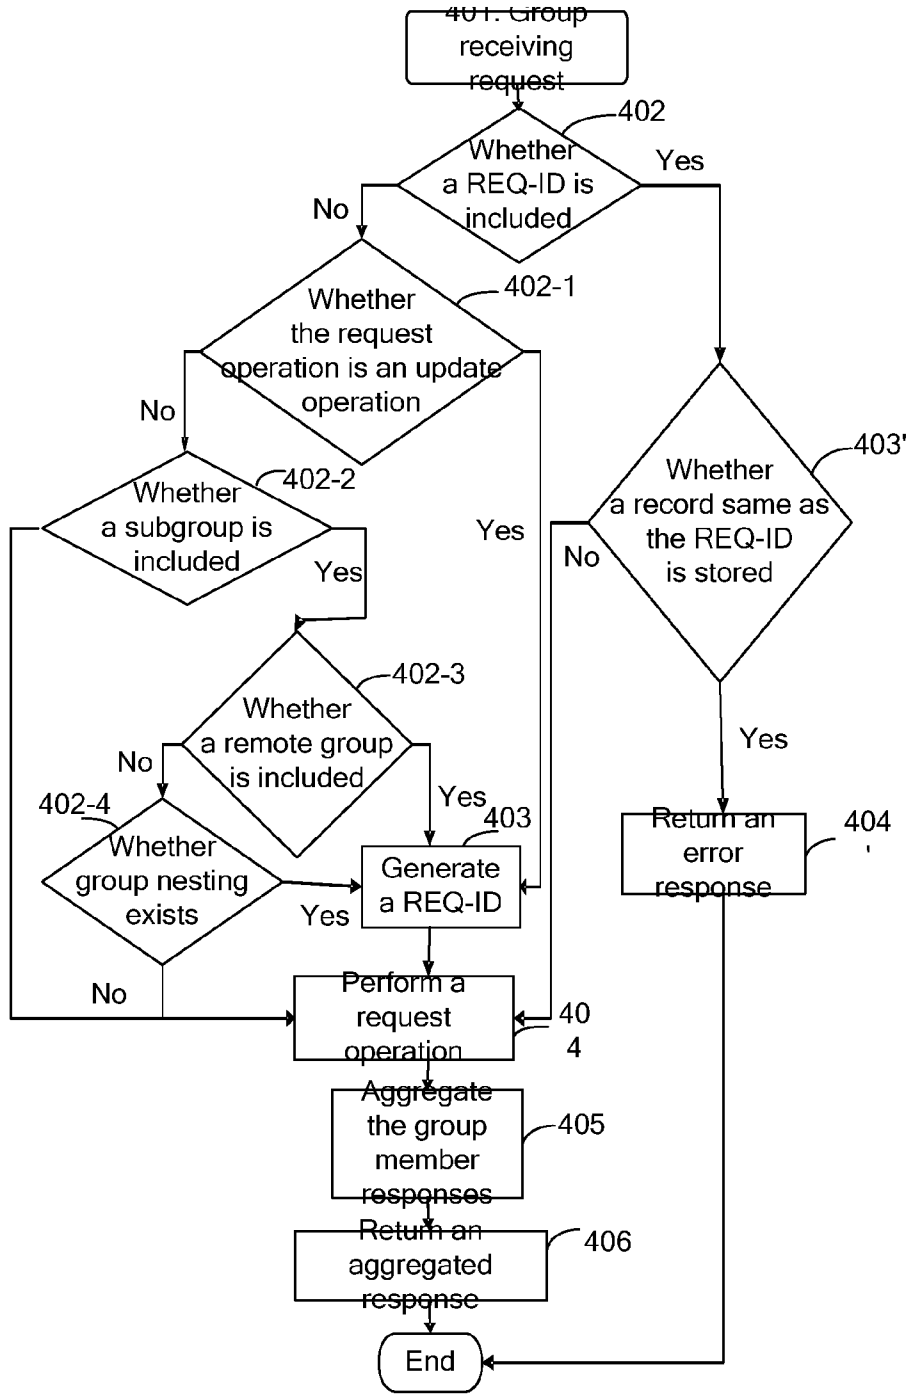 401. Group
receiving
request
402
Whether
a REQ-ID is
included
Yes
No
402-1
Whether
the request
operation is an update
operation
No
403'
Whether
a record same as
the REQ-ID
is stored
402-2
Whether
a subgroup is
included
Yes
Yes
No
402-3
Whether
a remote group
is included
No
Yes
Yes
402-4
Whether
group nesting
exists
403
Generate
a REQ-ID
Yes
Return an
error
response
404
'
No
Perform a
request
operation
40
4
Aggregate
the group
member
responses
405
Return an
aggregated
response
406
End